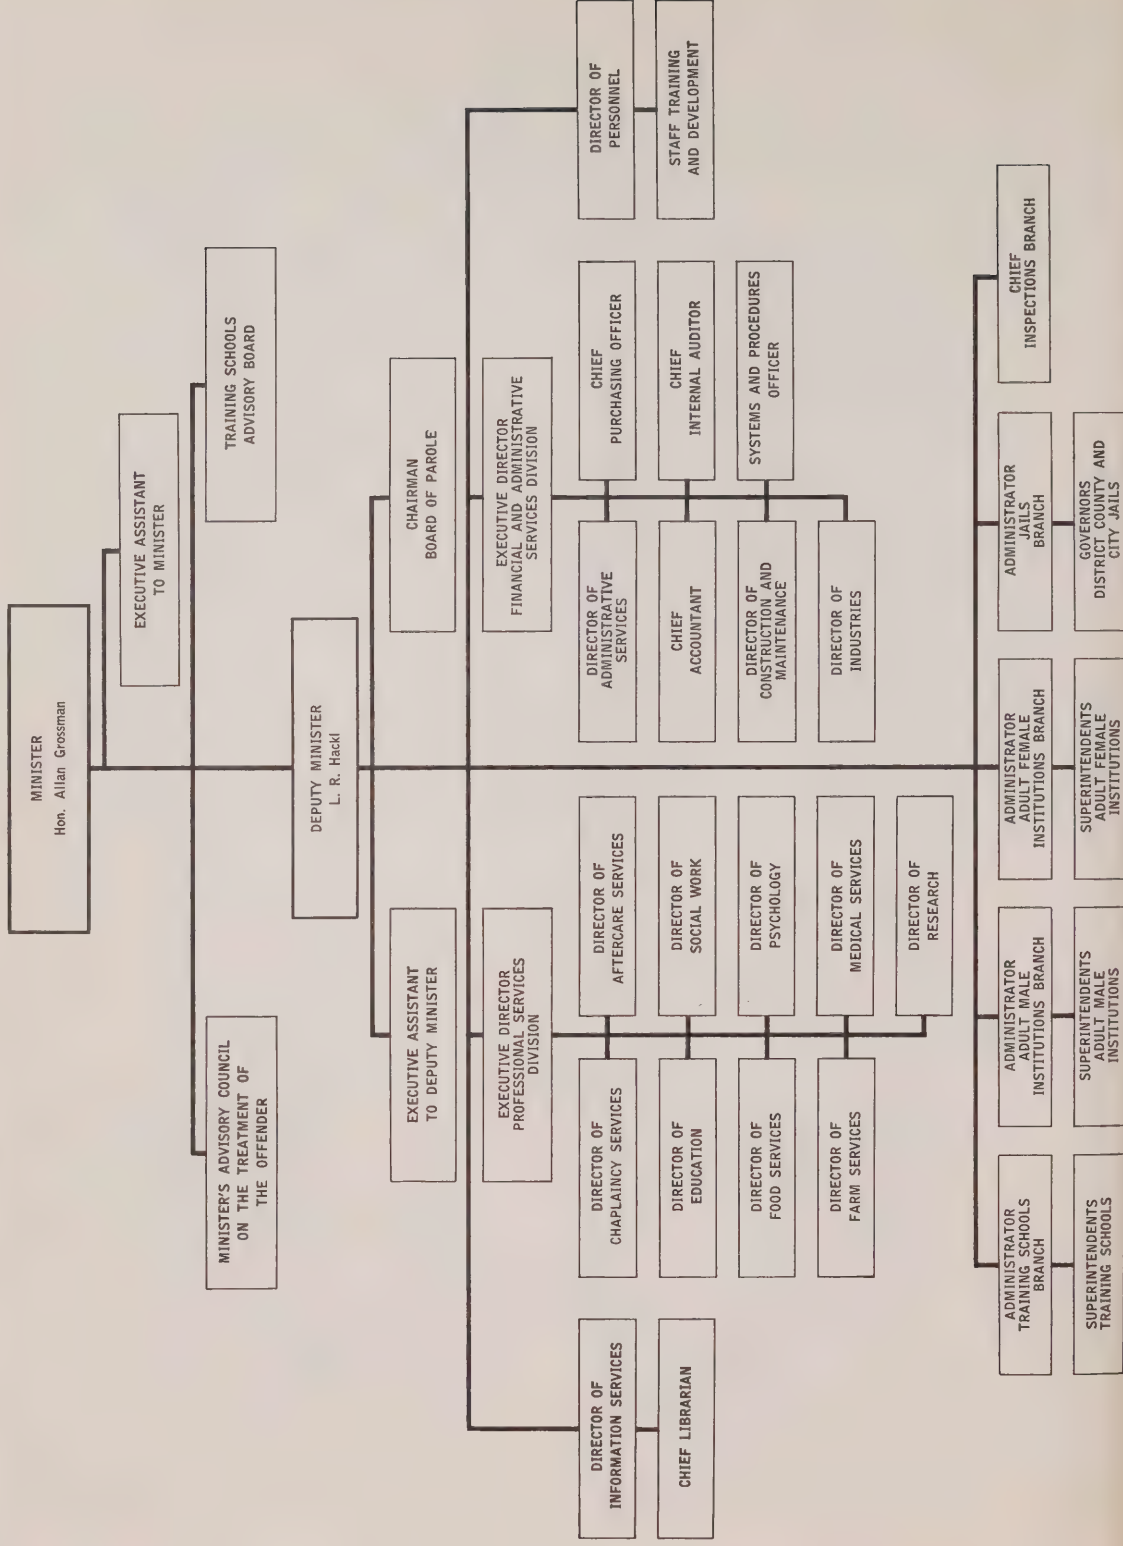 MINISTER
Hon. Allan Grossman
EXECUTIVE ASSISTANT
TO MINISTER
MINISTER'S ADVISORY COUNCIL
ON THE TREATMENT OF
THE OFFENDER
TRAINING SCHOOLS
ADVISORY BOARD
DEPUTY MINISTER
L. R. Hackl
EXECUTIVE ASSISTANT
TO DEPUTY MINISTER
CHAIRMAN
BOARD OF PAROLE
EXECUTIVE DIRECTOR
PROFESSIONAL SERVICES
DIVISION
EXECUTIVE DIRECTOR
FINANCIAL AND ADMINISTRATIVE
SERVICES DIVISION
DIRECTOR OF
INFORMATION SERVICES
CHIEF LIBRARIAN
DIRECTOR OF
CHAPLAINCY SERVICES
DIRECTOR OF
EDUCATION
DIRECTOR OF
FOOD SERVICES
DIRECTOR OF
FARM SERVICES
DIRECTOR OF
AFTERCARE SERVICES
DIRECTOR OF
SOCIAL WORK
DIRECTOR OF
PSYCHOLOGY
DIRECTOR OF
MEDICAL SERVICES
DIRECTOR OF
RESEARCH
DIRECTOR OF
ADMINISTRATIVE
SERVICES
CHIEF
ACCOUNTANT
DIRECTOR OF
CONSTRUCTION AND
MAINTENANCE
DIRECTOR OF
INDUSTRIES
CHIEF
PURCHASING OFFICER
CHIEF
INTERNAL AUDITOR
SYSTEMS AND PROCEDURES
OFFICER
DIRECTOR OF
PERSONNEL
STAFF TRAINING
AND DEVELOPMENT
ADMINISTRATOR
TRAINING SCHOOLS
BRANCH
SUPERINTENDENTS
TRAINING SCHOOLS
ADMINISTRATOR
ADULT MALE
INSTITUTIONS BRANCH
SUPERINTENDENTS
ADULT MALE
INSTITUTIONS
ADMINISTRATOR
ADULT FEMALE
INSTITUTIONS BRANCH
SUPERINTENDENTS
ADULT FEMALE
INSTITUTIONS
ADMINISTRATOR
JAILS
BRANCH
GOVERNORS
DISTRICT COUNTY AND
CITY JAILS
CHIEF
INSPECTIONS BRANCH